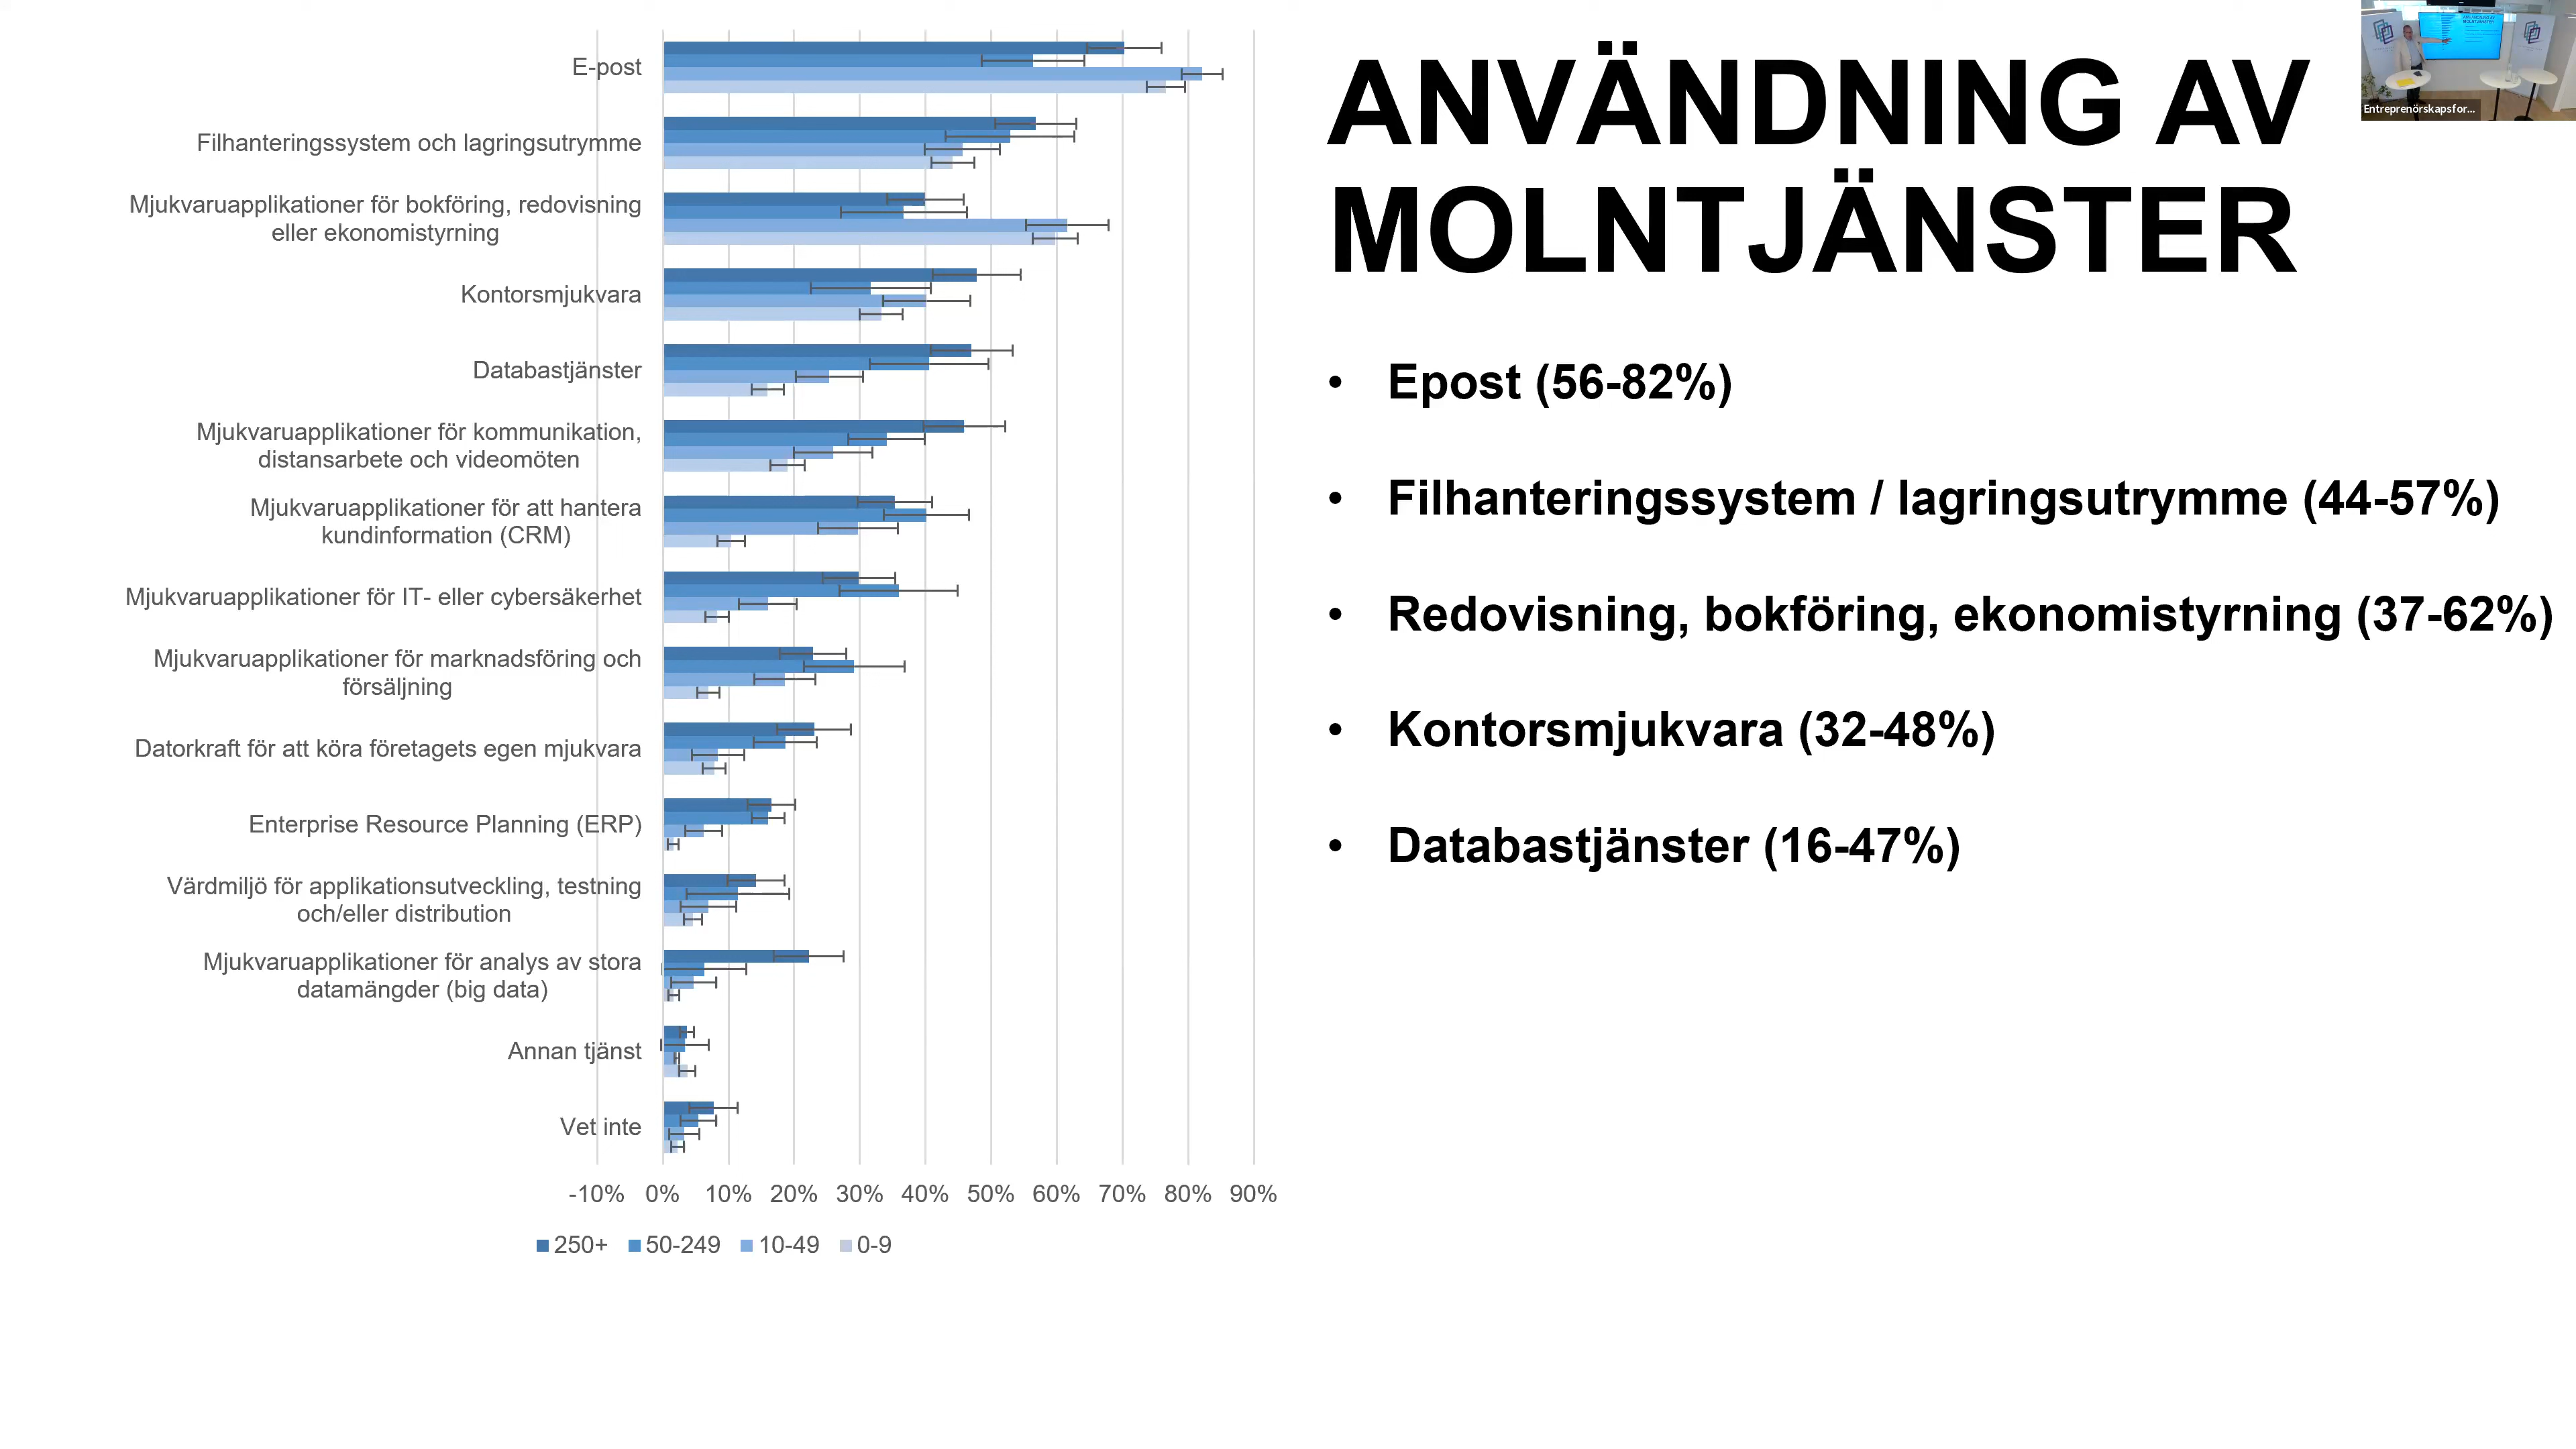 E-post
Filhanteringssystem och lagringsutrymme
Mjukvaruapplikationer för bokföring, redovisning
eller ekonomistyrning
Kontorsmjukvara
Databastjänster
Mjukvaruapplikationer för kommunikation,
distansarbete och videomöten
Mjukvaruapplikationer för att hantera
kundinformation (CRM)
Mjukvaruapplikationer för IT- eller cybersäkerhet
Mjukvaruapplikationer för marknadsföring och
försäljning
Datorkraft för att köra företagets egen mjukvara
Enterprise Resource Planning (ERP)
Värdmiljö för applikationsutveckling, testning
och/eller distribution
Mjukvaruapplikationer för analys av stora
datamängder (big data)
Annan tjänst
Vet inte
-10% 0% 10% 20% 30% 40% 50% 60% 70% 80% 90%
250+ 50-249 10-49 0-9
ANVÄNDNING AV
MOLNTJÄNSTER
• Epost (56-82%)
• Filhanteringssystem / lagringsutrymme (44-57%)
• Redovisning, bokföring, ekonomistyrning (37-62%)
• Kontorsmjukvara (32-48%)
• Databastjänster (16-47%)
Entreprenörskapsfor...